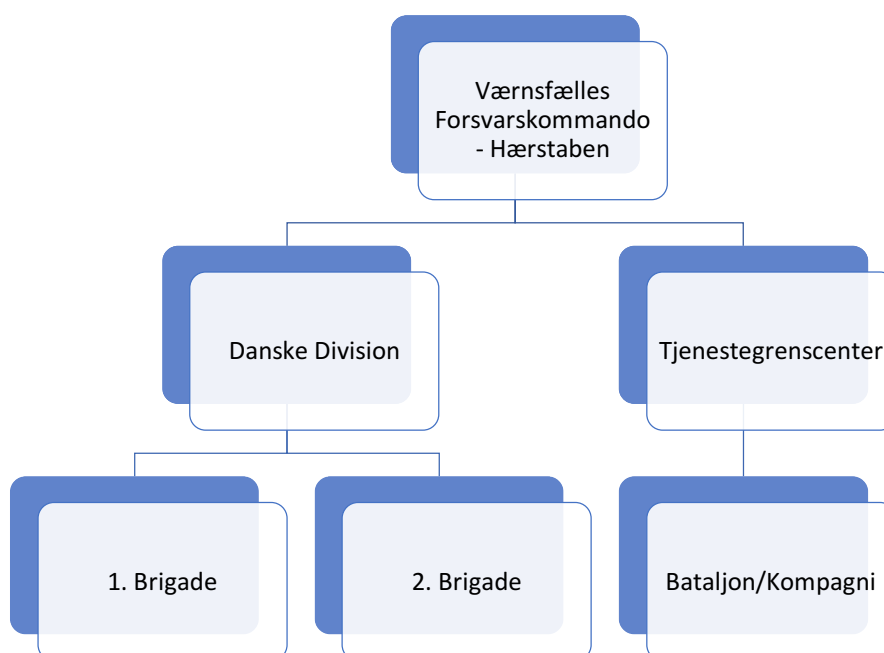 Værnsfælles
Forsvarskommando
- Hærstaben
Danske Division
Tjenestegrenscenter
1. Brigade
2. Brigade
Bataljon/Kompagni